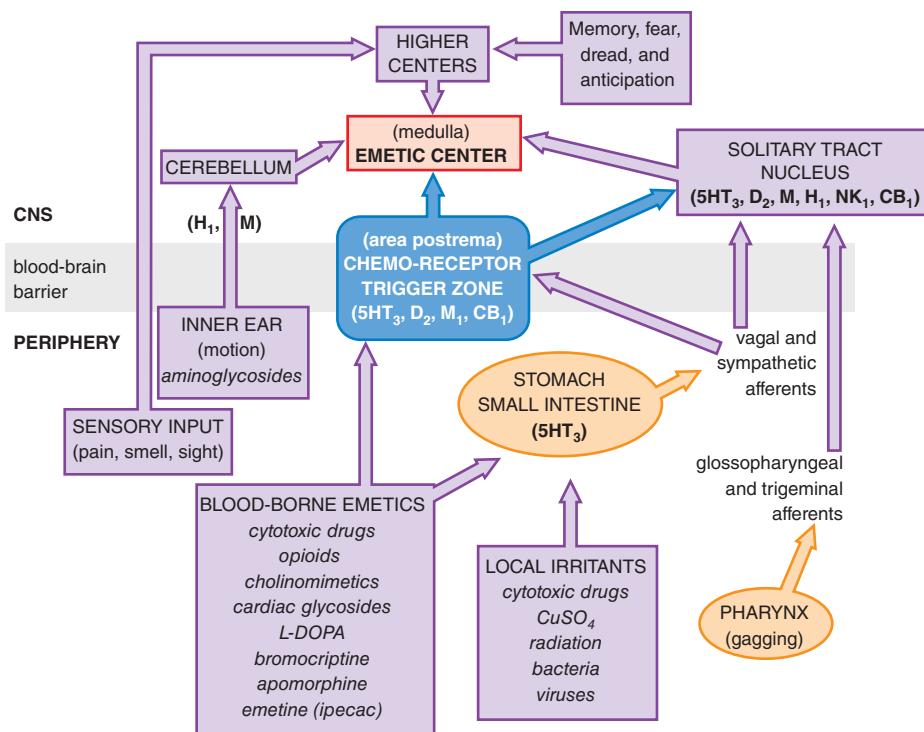 HIGHER
CENTERS
Memory, fear,
dread, and
anticipation
(medulla)
EMETIC CENTER
CEREBELLUM
SOLITARY TRACT
NUCLEUS
(5HT₃, D₂, M, H₁, NK₁, CB₁)
CNS
(H₁, M)
(area postrema)
CHEMO-RECEPTOR
TRIGGER ZONE
(5HT₃, D₂, M₁, CB₁)
blood-brain
barrier
PERIPHERY
INNER EAR
(motion)
aminoglycosides
vagal and
sympathetic
afferents
STOMACH
SMALL INTESTINE
(5HT₃)
SENSORY INPUT
(pain, smell, sight)
glossopharyngeal
and trigeminal
afferents
BLOOD-BORNE EMETICS
cytotoxic drugs
opioids
cholinomimetics
cardiac glycosides
L-DOPA
bromocriptine
apomorphine
emetine (ipecac)
LOCAL IRRITANTS
cytotoxic drugs
CuSO₄
radiation
bacteria
viruses
PHARYNX
(gagging)